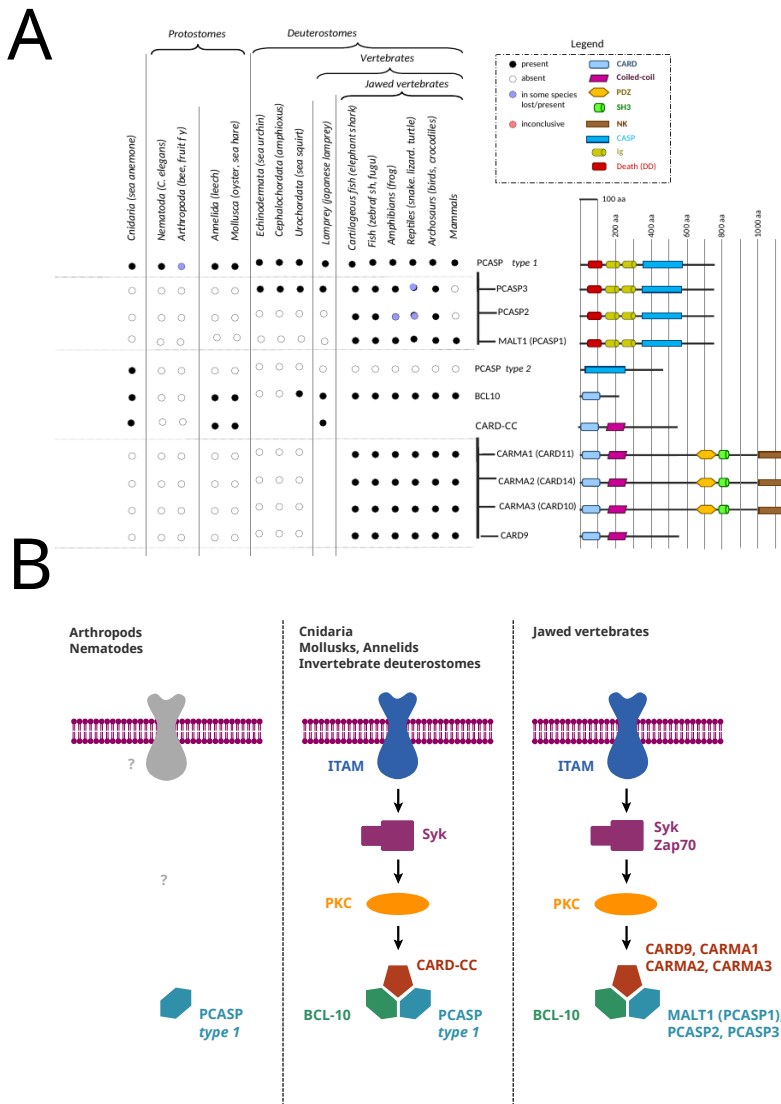 A
Protostomes
Deuterostomes
Vertebrates
Jawed vertebrates
Legend
present
absent
in some species
lost/present
inconclusive
CARD
Coiled-coil
PDZ
SH3
NK
CASP
Ig
Death (DD)
Cnidaria (sea anemone)
Nematoda (C. elegans)
Arthropoda (bee, fruit f y)
Annelida (leech)
Mollusca (oyster, sea hare)
Echinodermata (sea urchin)
Cephalochordata (amphioxus)
Urochordata (sea squirt)
Lamprey (japanese lamprey)
Cartilageous fish (elephant shark)
Fish (zebraf sh, fugu)
Amphibians (frog)
Reptiles (snake. lizard. turtle)
Archosaurs (birds, crocodiles)
Mammals
100 aa
200 aa
400 aa
600 aa
800 aa
1000 aa
PCASP type 1
PCASP3
PCASP2
MALT1 (PCASP1)
PCASP type 2
BCL10
CARD-CC
CARMA1 (CARD11)
CARMA2 (CARD14)
CARMA3 (CARD10)
CARD9
B
Arthropods
Nematodes
?
?
PCASP
type 1
Cnidaria
Mollusks, Annelids
Invertebrate deuterostomes
ITAM
Syk
PKC
CARD-CC
BCL-10
PCASP
type 1
Jawed vertebrates
ITAM
Syk
Zap70
PKC
CARD9, CARMA1
CARMA2, CARMA3
BCL-10
MALT1 (PCASP1)
PCASP2, PCASP3